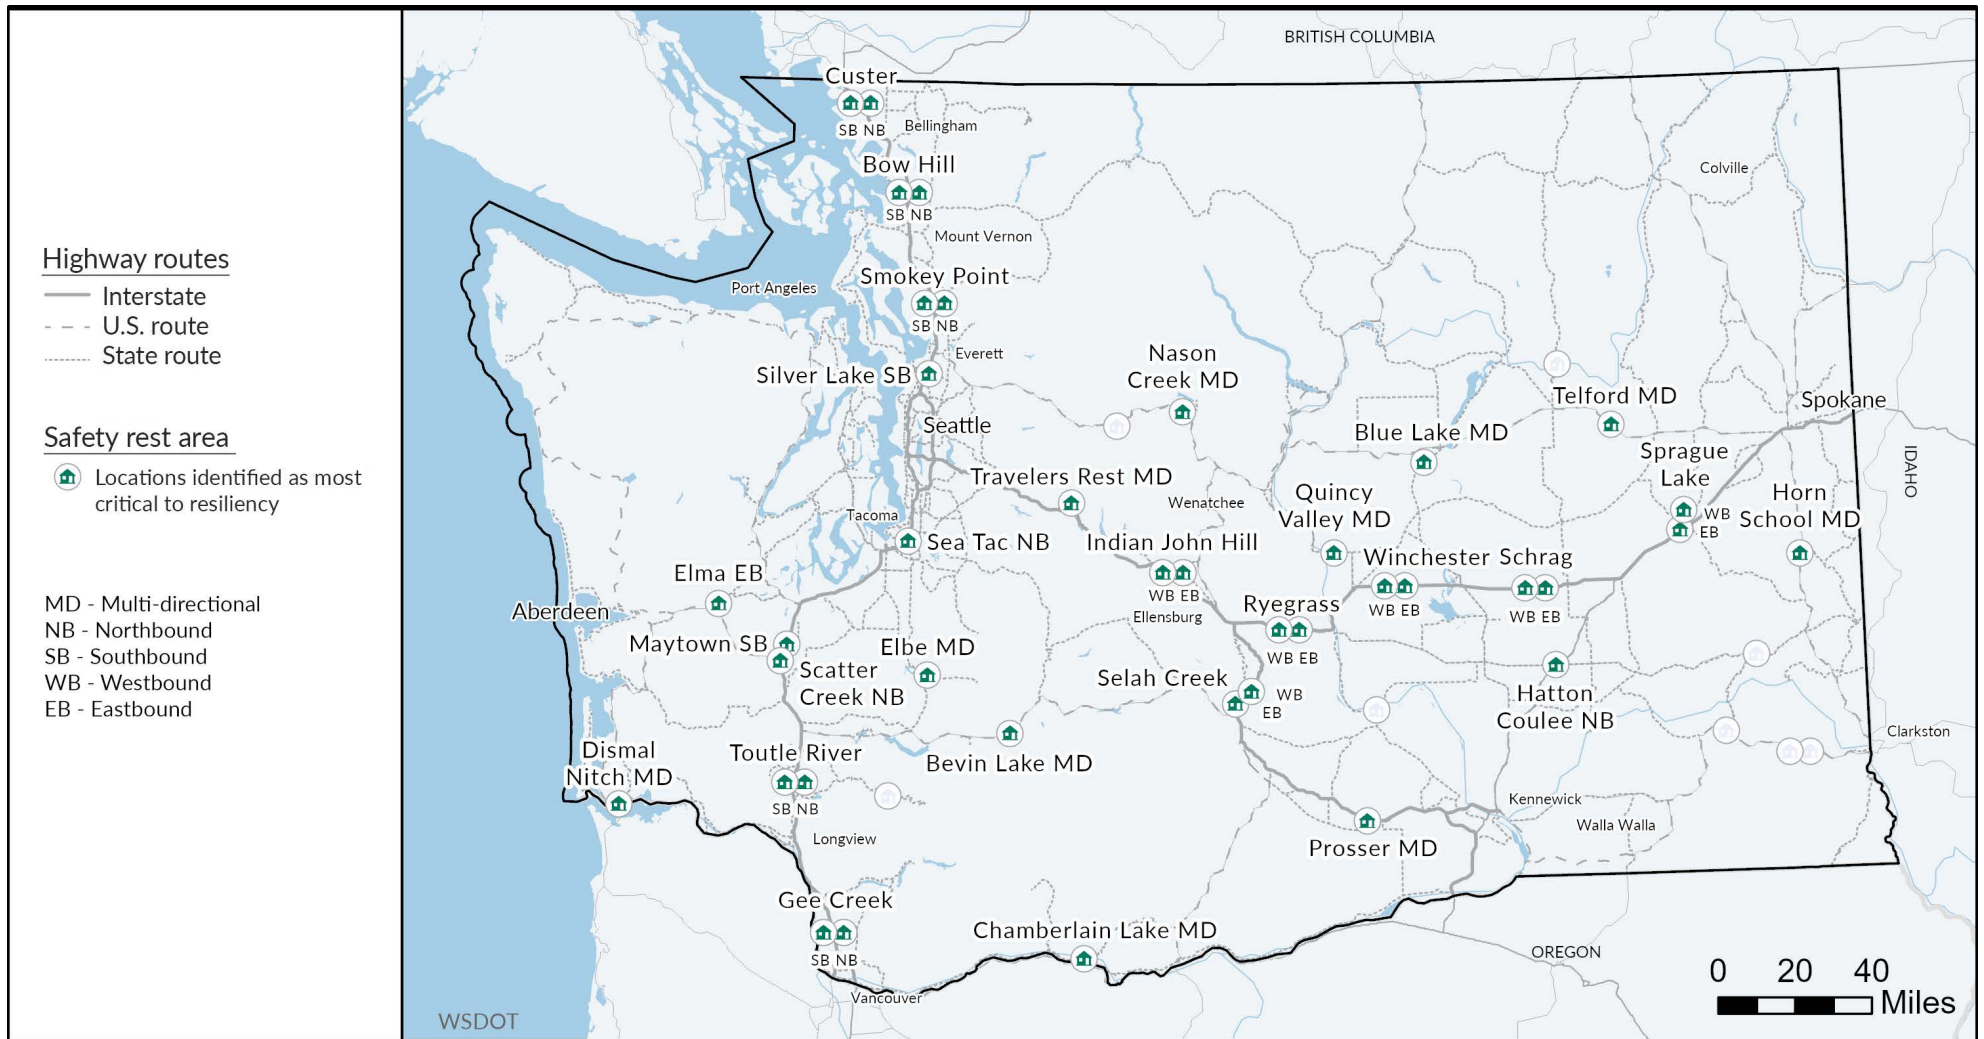 Highway routes
Interstate
U.S. route
State route
Safety rest area
Locations identified as most
critical to resiliency
MD - Multi-directional
NB - Northbound
SB - Southbound
WB - Westbound
EB - Eastbound
BRITISH COLUMBIA
Custer
SB NB
Bellingham
Bow Hill
SB NB
Mount Vernon
Colville
Port Angeles
Smokey Point
SB NB
Everett
Silver Lake SB
Nason
Creek MD
Telford MD
Spokane
Seattle
Blue Lake MD
Sprague
Lake
WB
EB
IDAHO
Travelers Rest MD
Wenatchee
Quincy
Valley MD
Horn
School MD
Tacoma
Sea Tac NB
Indian John Hill
WB EB
Winchester
WB EB
Schrag
WB EB
Elma EB
Aberdeen
Ellensburg
Ryegrass
WB EB
Maytown SB
Scatter
Creek NB
Elbe MD
Selah Creek
WB
EB
Hatton
Coulee NB
Clarkston
Dismal
Nitch MD
Toutle River
SB NB
Bevin Lake MD
Longview
Kennewick
Walla Walla
Prosser MD
Gee Creek
SB NB
Chamberlain Lake MD
OREGON
Vancouver
0 20 40
Miles
WSDOT